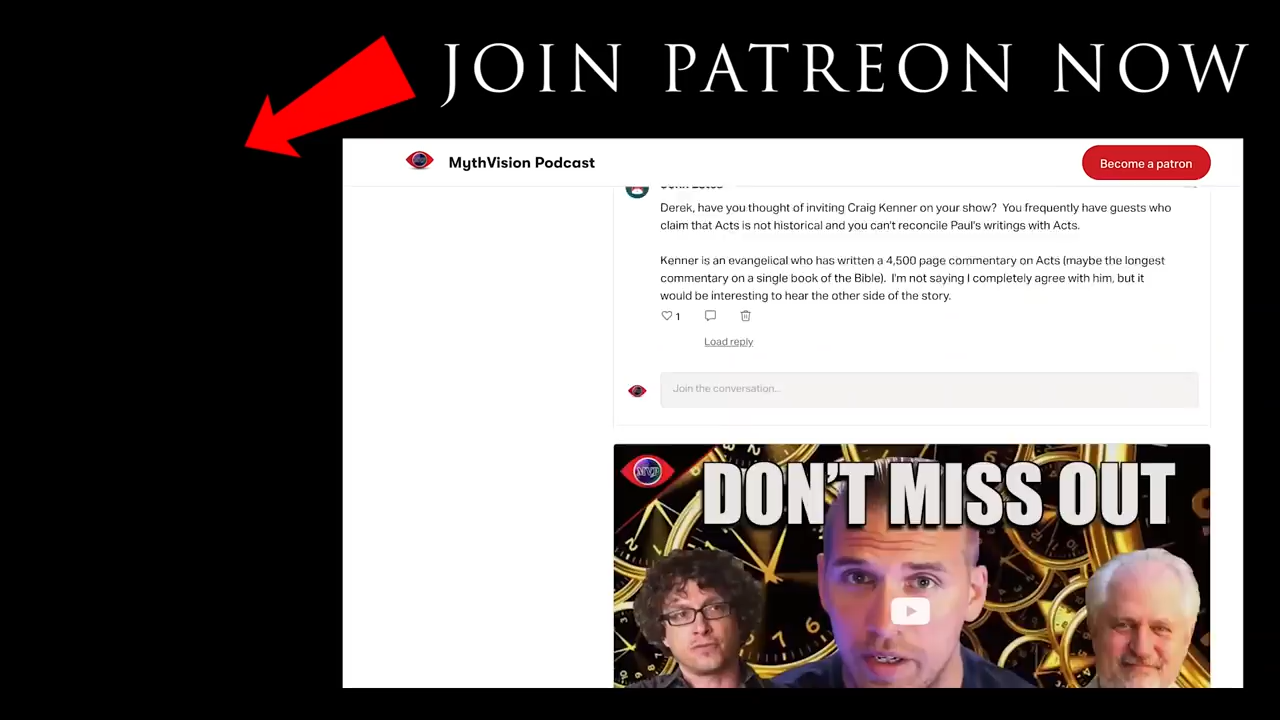 JOIN PATREON NOW
MythVision Podcast
Become a patron
Derek, have you thought of inviting Craig Kenner on your show? You frequently have guests who
claim that Acts is not historical and you can't reconcile Paul's writings with Acts.
Kenner is an evangelical who has written a 4,500 page commentary on Acts (maybe the longest
commentary on a single book of the Bible). I'm not saying I completely agree with him, but it
would be interesting to hear the other side of the story.
1
Load reply
Join the conversation...
MVP
DON'T MISS OUT